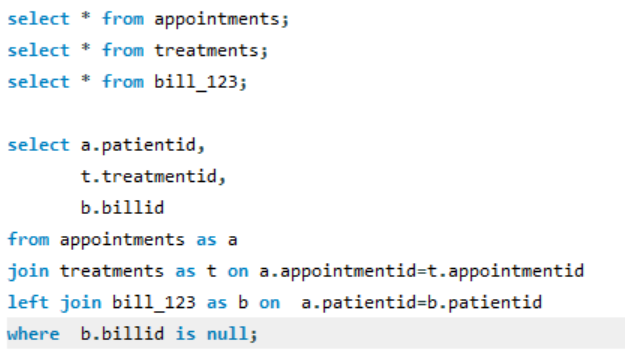 select * from appointments;
select * from treatments;
select * from bill_123;
select a.patientid,
t.treatmentid,
b.billid
from appointments as a
join treatments as t on a.appointmentid=t.appointmentid
left join bill_123 as b on  a.patientid=b.patientid
where  b.billid is null;